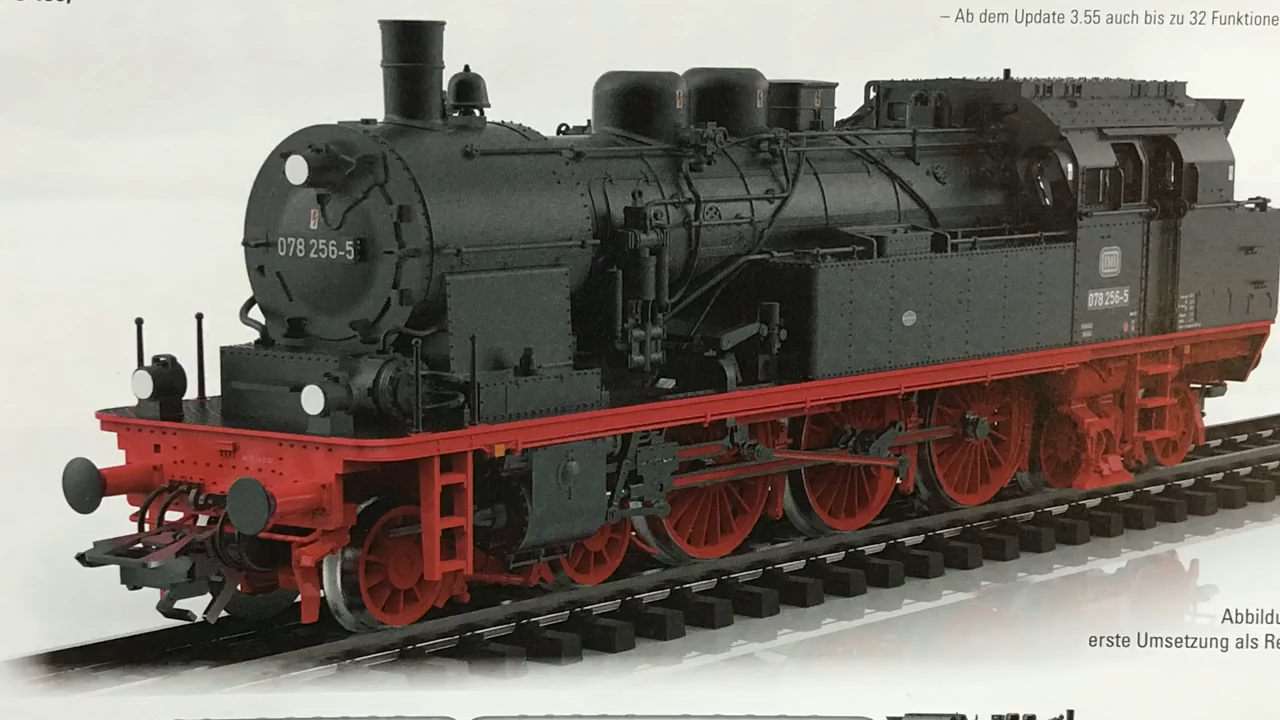 – Ab dem Update 3.55 auch bis zu 32 Funktione
078 256-5
DB
078 256-5
Abbildu
erste Umsetzung als Re